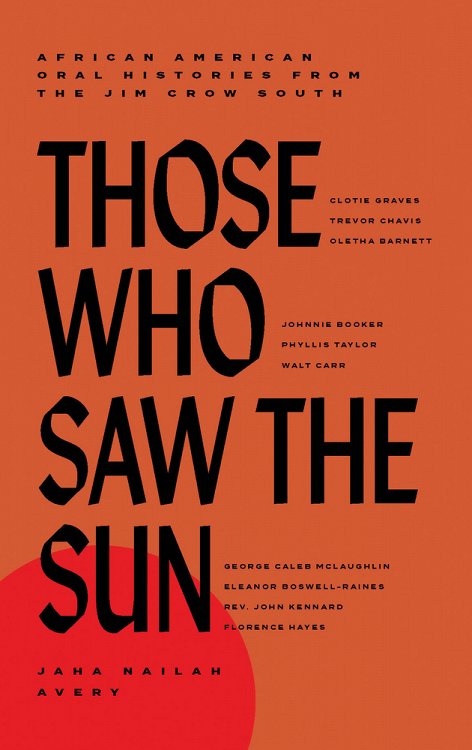 AFRICAN AMERICAN
ORAL HISTORIES FROM
THE JIM CROW SOUTH
THOSE
CLOTIE GRAVES
TREVOR CHAVIS
OLETHA BARNETT
WHO
JOHNNIE BOOKER
PHYLLIS TAYLOR
WALT CARR
SAW THE
SUN
GEORGE CALEB MCLAUGHLIN
ELEANOR BOSWELL-RAINES
REV. JOHN KENNARD
FLORENCE HAYES
JAHA NAILAH
AVERY